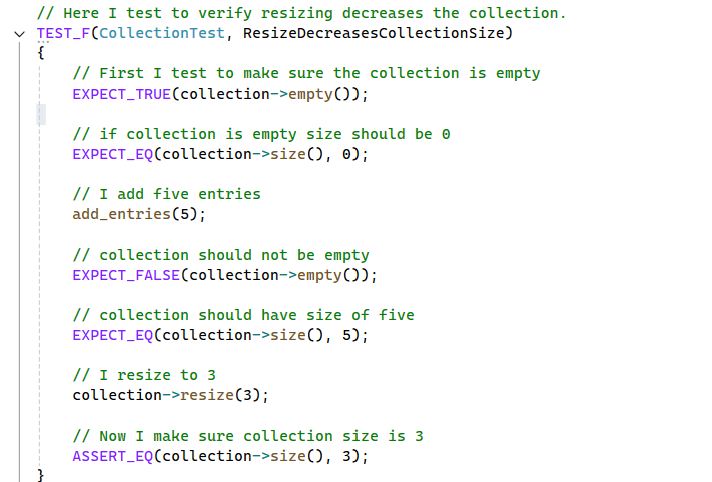 // Here I test to verify resizing decreases the collection.
TEST_F(CollectionTest, ResizeDecreasesCollectionSize)
{
// First I test to make sure the collection is empty
EXPECT_TRUE(collection->empty());
// if collection is empty size should be 0
EXPECT_EQ(collection->size(), 0);
// I add five entries
add_entries(5);
// collection should not be empty
EXPECT_FALSE(collection->empty());
// collection should have size of five
EXPECT_EQ(collection->size(), 5);
// I resize to 3
collection->resize(3);
// Now I make sure collection size is 3
ASSERT_EQ(collection->size(), 3);
}